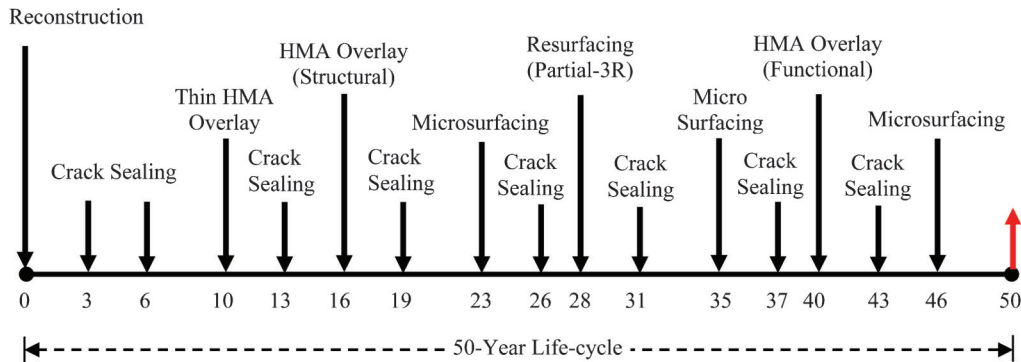 Reconstruction
HMA Overlay
(Structural)
Resurfacing
(Partial-3R)
HMA Overlay
(Functional)
Thin HMA
Overlay
Microsurfacing
Micro
Surfacing
Microsurfacing
Crack Sealing
Crack
Sealing
Crack
Sealing
Crack
Sealing
Crack
Sealing
Crack
Sealing
Crack
Sealing
0 3 6 10 13 16 19 23 26 28 31 35 37 40 43 46 50
50-Year Life-cycle